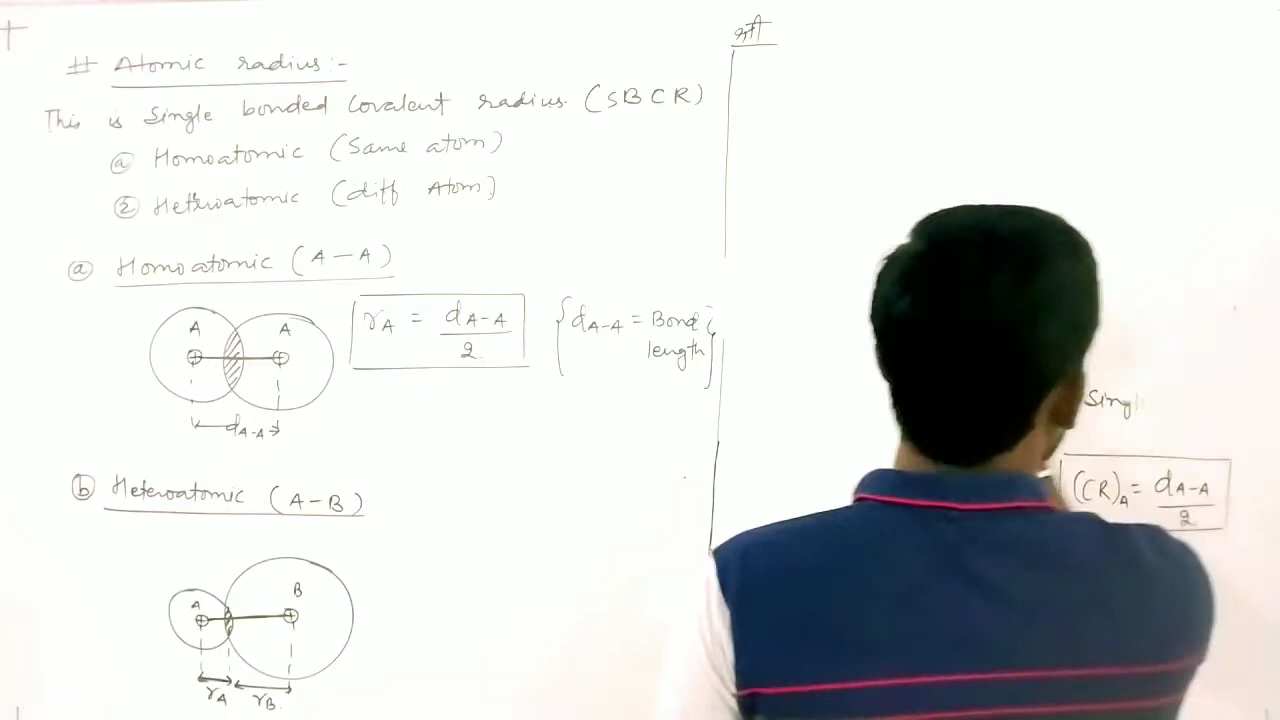 # Atomic radius:-
This is Single bonded Covalent radius. (SBCR)
ⓐ Homoatomic (Same atom)
② Heteroatomic (diff Atom)
ⓐ Homoatomic (A-A)
A A
rA = dA-A/2
{dA-A = Bond length}
dA-A
ⓑ Heteroatomic (A-B)
A B
rA rB
Singl
(CR)A = dA-A/2